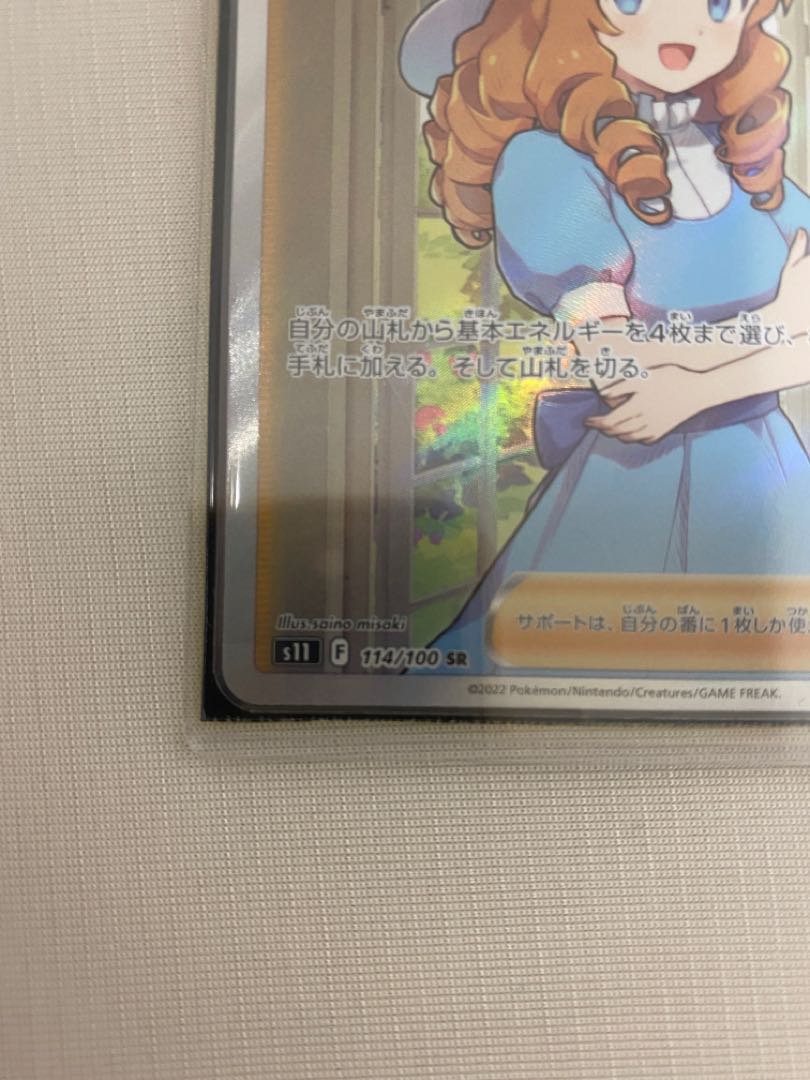 自分の山札から基本エネルギーを4枚まで選び、
手札に加える。そして山札を切る。
Illus.saino misaki
サポートは、自分の番に1枚しか使
s11 F 114/100 SR
©2022 Pokémon/Nintendo/Creatures/GAME FREAK.